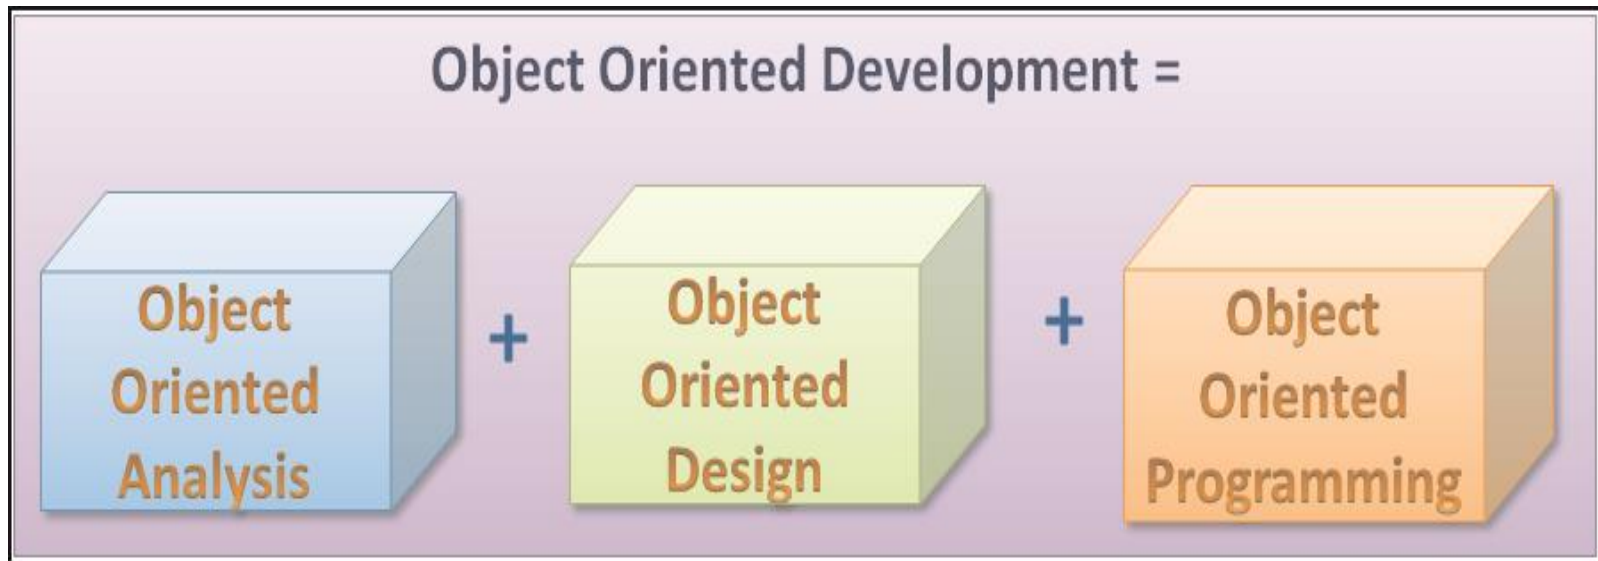 Object Oriented Development =
Object
Oriented
Analysis
+
Object
Oriented
Design
+
Object
Oriented
Programming